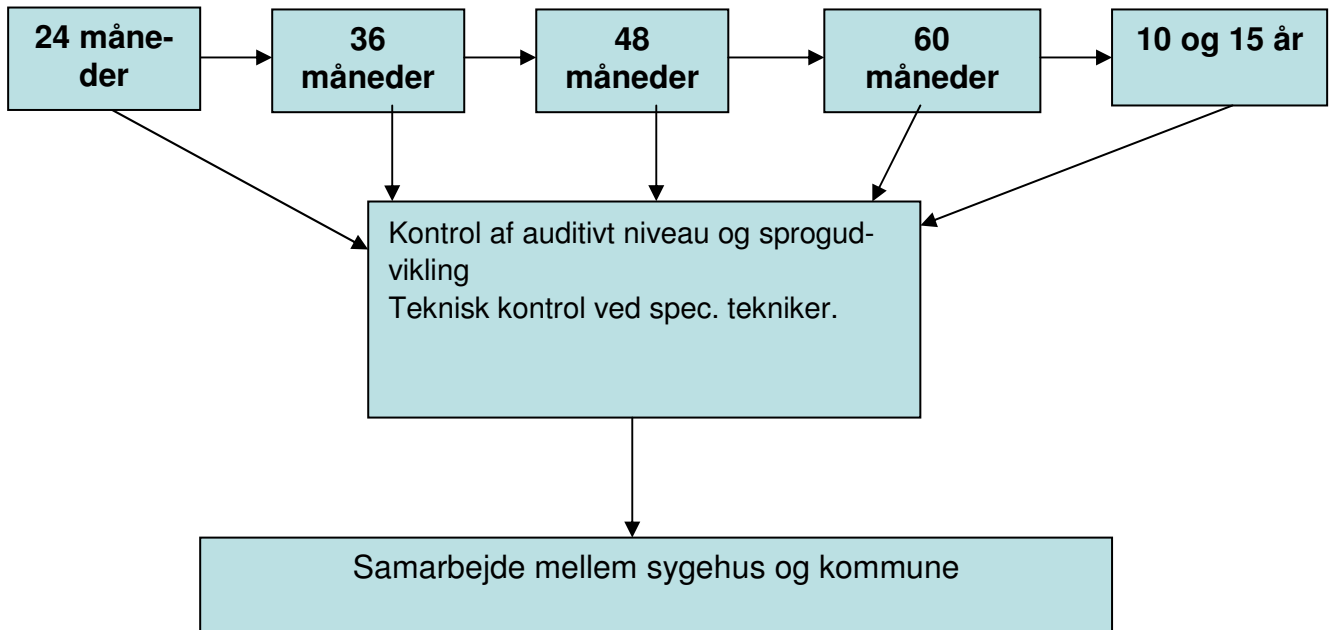 24 måne-
der
36
måneder
48
måneder
60
måneder
10 og 15 år
Kontrol af auditivt niveau og sprogud-
vikling
Teknisk kontrol ved spec. tekniker.
Samarbejde mellem sygehus og kommune